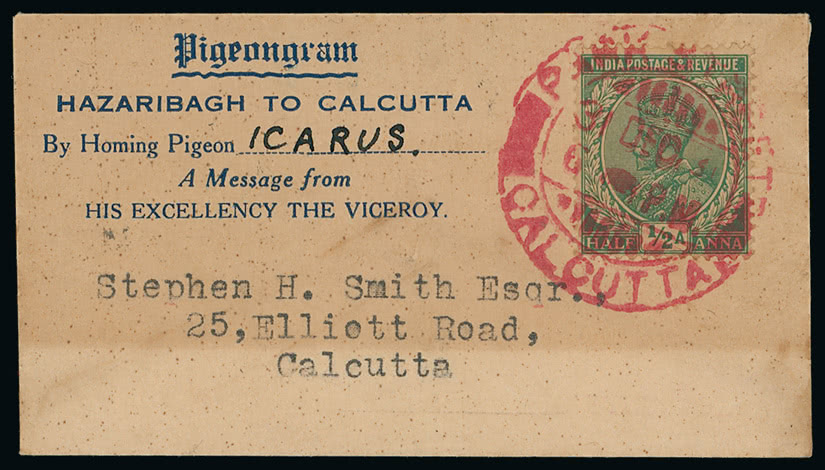 Pigeongram
HAZARIBAGH TO CALCUTTA
By Homing Pigeon ICARUS.
A Message from
HIS EXCELLENCY THE VICEROY.
INDIA POSTAGE & REVENUE
HALF ½A ANNA
CALCUTTA
Stephen H. Smith Esqr.,
25,Elliott Road,
Calcutta